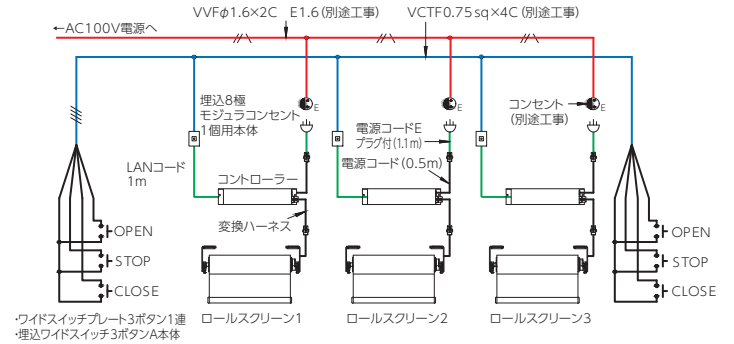 VVFφ1.6×2C E1.6(別途工事)
VCTF0.75sq×4C(別途工事)
←AC100V電源へ
埋込8極
モジュラコンセント
1個用本体
E
電源コードE
プラグ付(1.1m)
E
コンセント
(別途工事)
E
LANコード
1m
コントローラー
電源コード(0.5m)
変換ハーネス
OPEN
STOP
CLOSE
OPEN
STOP
CLOSE
ロールスクリーン1
ロールスクリーン2
ロールスクリーン3
・ワイドスイッチプレート3ボタン1連
・埋込ワイドスイッチ3ボタンA本体